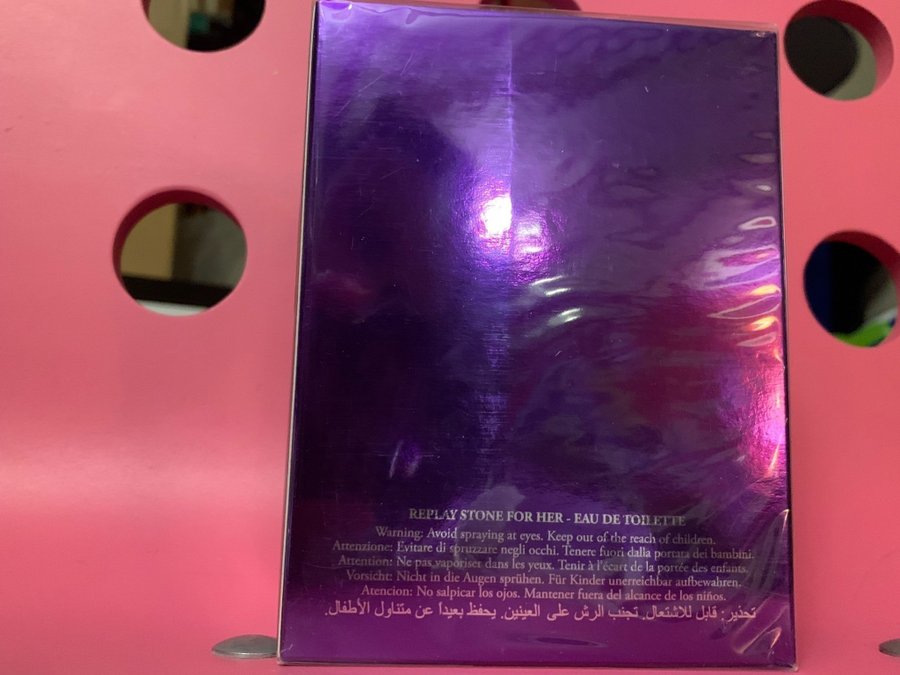 REPLAY STONE FOR HER - EAU DE TOILETTE
Warning: Avoid spraying at eyes. Keep out of the reach of children.
Attenzione: Evitare di spruzzare negli occhi. Tenere fuori dalla portata dei bambini.
Attention: Ne pas vaporiser dans les yeux. Tenir à l'écart de la portée des enfants.
Vorsicht: Nicht in die Augen sprühen. Für Kinder unerreichbar aufbewahren.
Atencion: No salpicar los ojos. Mantener fuera del alcance de los niños.
تحذير: قابل للاشتعال. تجنب الرش على العينين. يحفظ بعيدا عن متناول الأطفال.